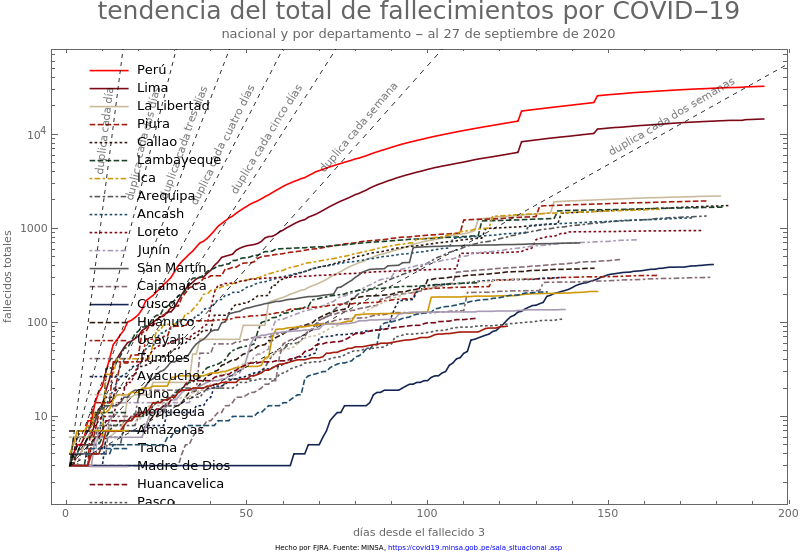 tendencia del total de fallecimientos por COVID−19
nacional y por departamento − al 27 de septiembre de 2020
Perú
Lima
La Libertad
Piura
Callao
Lambayeque
Ica
Arequipa
Ancash
Loreto
Junín
San Martín
Cajamarca
Cusco
Huánuco
Ucayali
Tumbes
Ayacucho
Puno
Moquegua
Amazonas
Tacna
Madre de Dios
Huancavelica
Pasco
duplica cada día
duplica cada dos días
duplica cada tres días
duplica cada cuatro días
duplica cada cinco días
duplica cada semana
duplica cada dos semanas
fallecidos totales
10^4
1000
100
10
0 50 100 150 200
días desde el fallecido 3
Hecho por FJRA. Fuente: MINSA, https://covid19.minsa.gob.pe/sala_situacional.asp